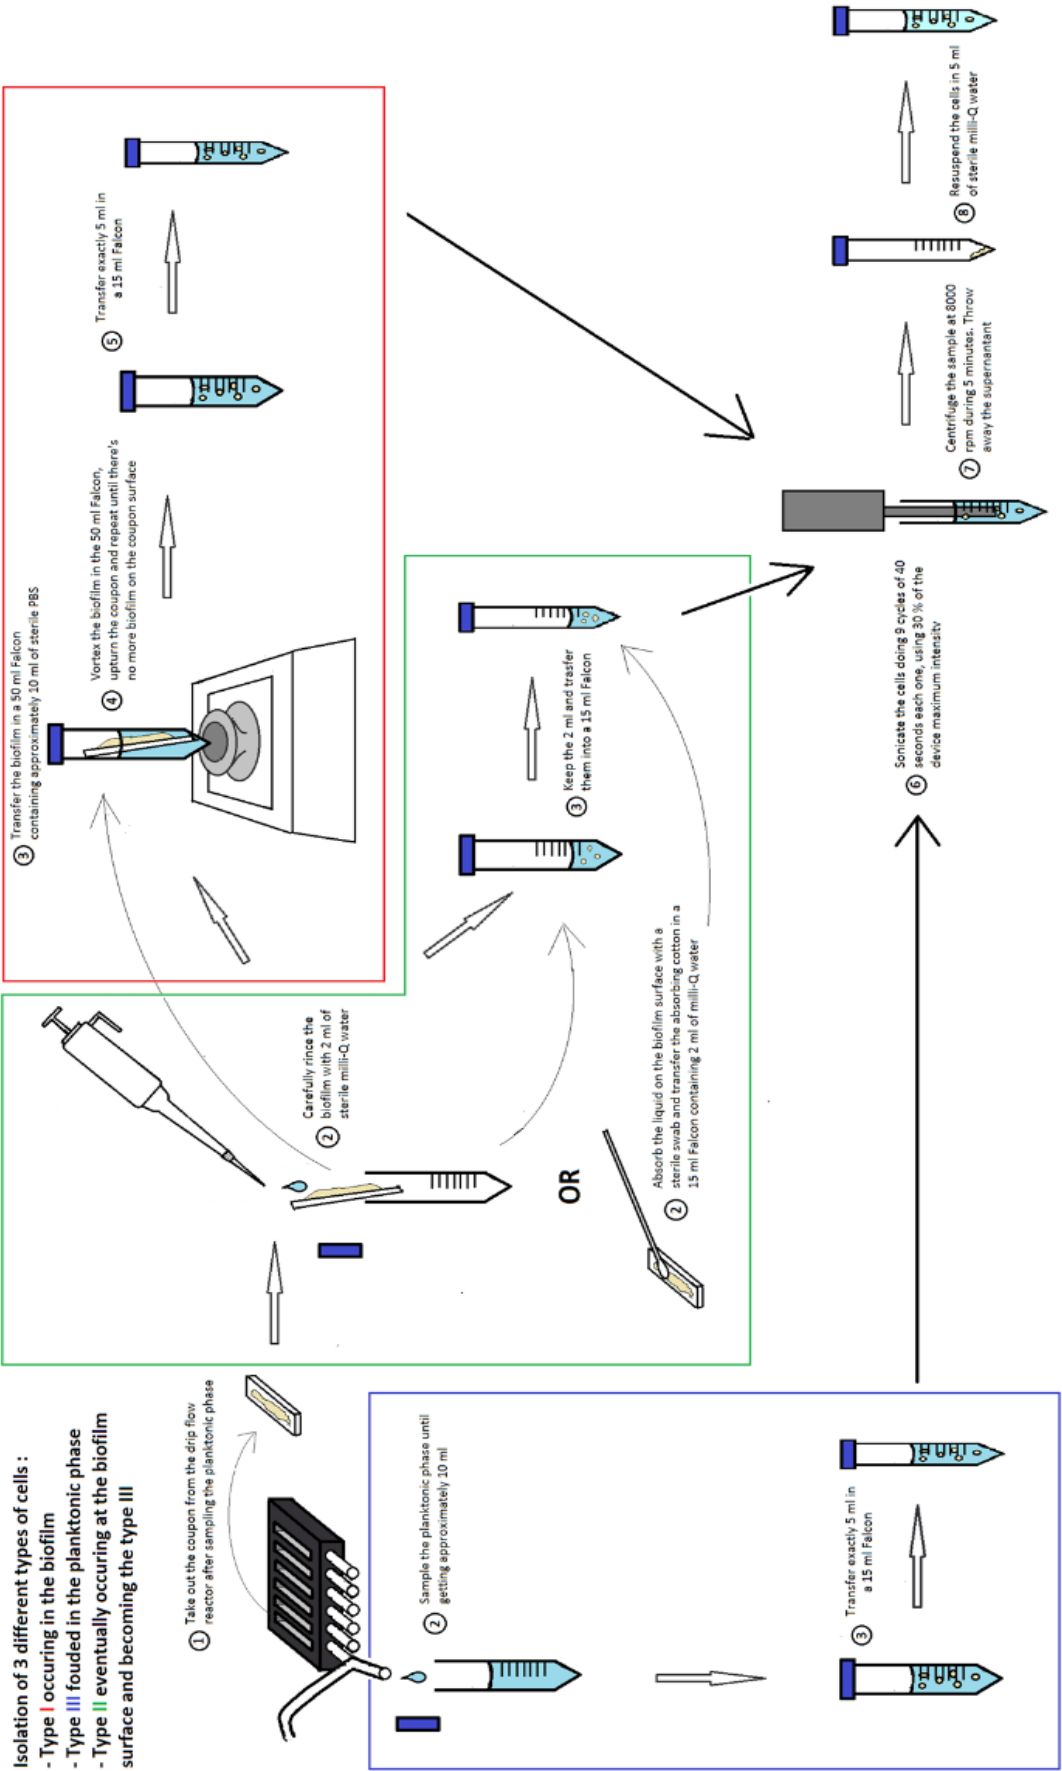 Isolation of 3 different types of cells :
- Type I occuring in the biofilm
- Type III fouded in the planktonic phase
- Type II eventually occuring at the biofilm
surface and becoming the type III
1 Take out the coupon from the drip flow
reactor after sampling the planktonic phase
2 Sample the planktonic phase until
getting approximately 10 ml
3 Transfer exactly 5 ml in
a 15 ml Falcon
2 Carefully rince the
biofilm with 2 ml of
sterile milli-Q water
OR
2 Absorb the liquid on the biofilm surface with a
sterile swab and transfer the absorbing cotton in a
15 ml Falcon containing 2 ml of milli-Q water
3 Keep the 2 ml and trasfer
them into a 15 ml Falcon
3 Transfer the biofilm in a 50 ml Falcon
containing approximately 10 ml of sterile PBS
4 Vortex the biofilm in the 50 ml Falcon,
upturn the coupon and repeat until there's
no more biofilm on the coupon surface
5 Transfer exactly 5 ml in
a 15 ml Falcon
6 Sonicate the cells doing 9 cycles of 40
seconds each one, using 30 % of the
device maximum intensity
7 Centrifuge the sample at 8000
rpm during 5 minutes. Throw
away the supernantant
8 Resuspend the cells in 5 ml
of sterile milli-Q water